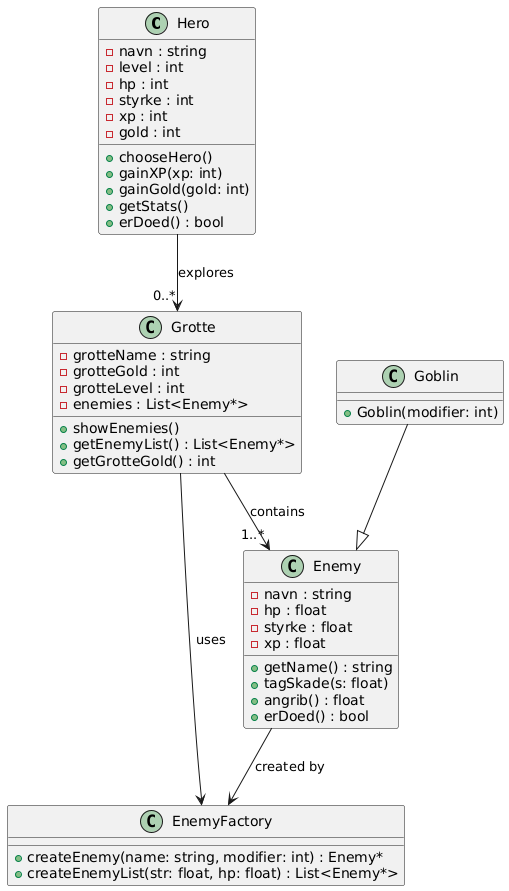 C Hero
navn : string
level : int
hp : int
styrke : int
xp : int
gold : int
chooseHero()
gainXP(xp: int)
gainGold(gold: int)
getStats()
erDoed() : bool
explores
0..*
C Grotte
grotteName : string
grotteGold : int
grotteLevel : int
enemies : List<Enemy*>
showEnemies()
getEnemyList() : List<Enemy*>
getGrotteGold() : int
C Goblin
Goblin(modifier: int)
contains
1..*
C Enemy
navn : string
hp : float
styrke : float
xp : float
getName() : string
tagSkade(s: float)
angrib() : float
erDoed() : bool
uses
created by
C EnemyFactory
createEnemy(name: string, modifier: int) : Enemy*
createEnemyList(str: float, hp: float) : List<Enemy*>